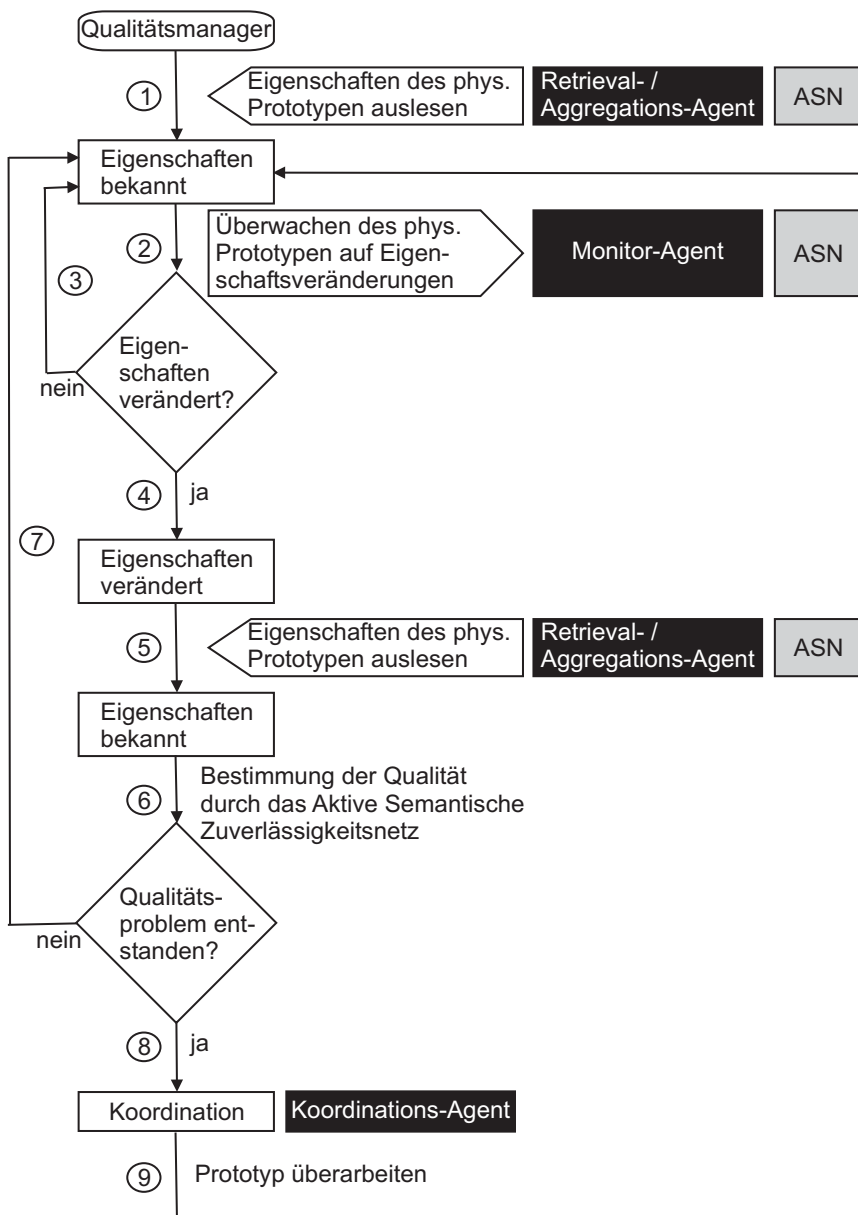 Qualitätsmanager
1
Eigenschaften des phys.
Prototypen auslesen
Retrieval- /
Aggregations-Agent
ASN
Eigenschaften
bekannt
2
Überwachen des phys.
Prototypen auf Eigen-
schaftsveränderungen
Monitor-Agent
ASN
3
Eigen-
schaften
verändert?
nein
4
ja
7
Eigenschaften
verändert
5
Eigenschaften des phys.
Prototypen auslesen
Retrieval- /
Aggregations-Agent
ASN
Eigenschaften
bekannt
6
Bestimmung der Qualität
durch das Aktive Semantische
Zuverlässigkeitsnetz
Qualitäts-
problem ent-
standen?
nein
8
ja
Koordination
Koordinations-Agent
9
Prototyp überarbeiten